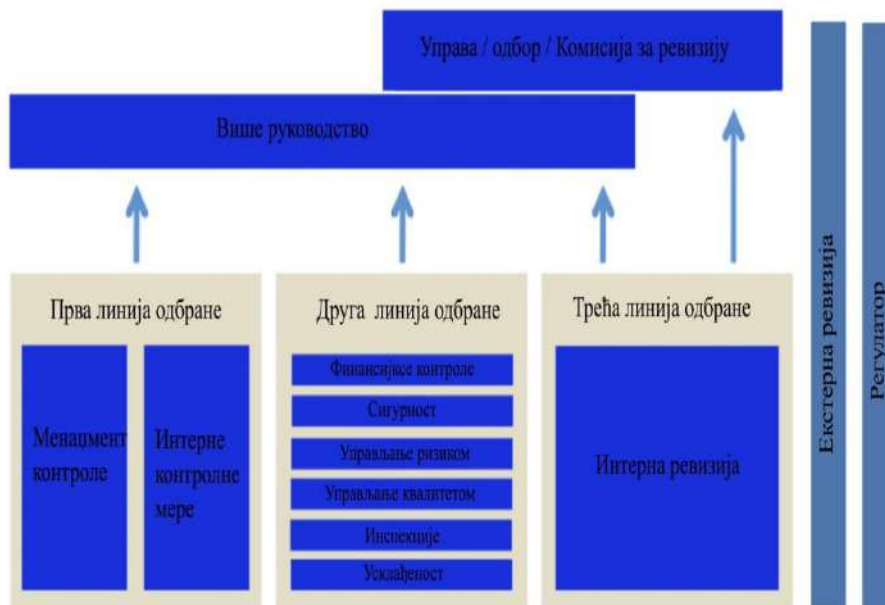 Управа / одбор / Комисија за ревизију
Више руководство
Прва линија одбране
Менаџмент
контроле
Интерне
контролне
мере
Друга линија одбране
Финансијксе контроле
Сигурност
Управљање ризиком
Управљање квалитетом
Инспекције
Усклађеност
Трећа линија одбране
Интерна ревизија
Екстерна ревизија
Регулатор